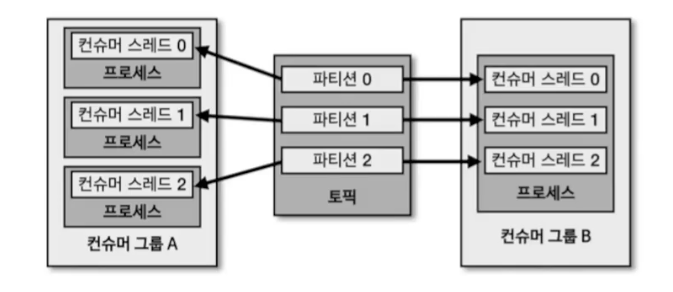 컨슈머 스레드 0
프로세스
컨슈머 스레드 1
프로세스
컨슈머 스레드 2
프로세스
컨슈머 그룹 A
파티션 0
파티션 1
파티션 2
토픽
컨슈머 스레드 0
컨슈머 스레드 1
컨슈머 스레드 2
프로세스
컨슈머 그룹 B